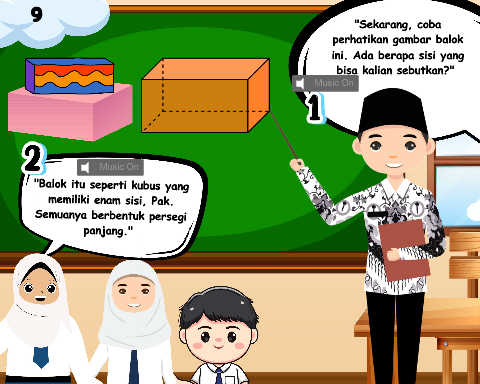 9
"Sekarang, coba
perhatikan gambar balok
ini. Ada berapa sisi yang
bisa kalian sebutkan?"
Music On
1
2
Music On
"Balok itu seperti kubus yang
memiliki enam sisi, Pak.
Semuanya berbentuk persegi
panjang."